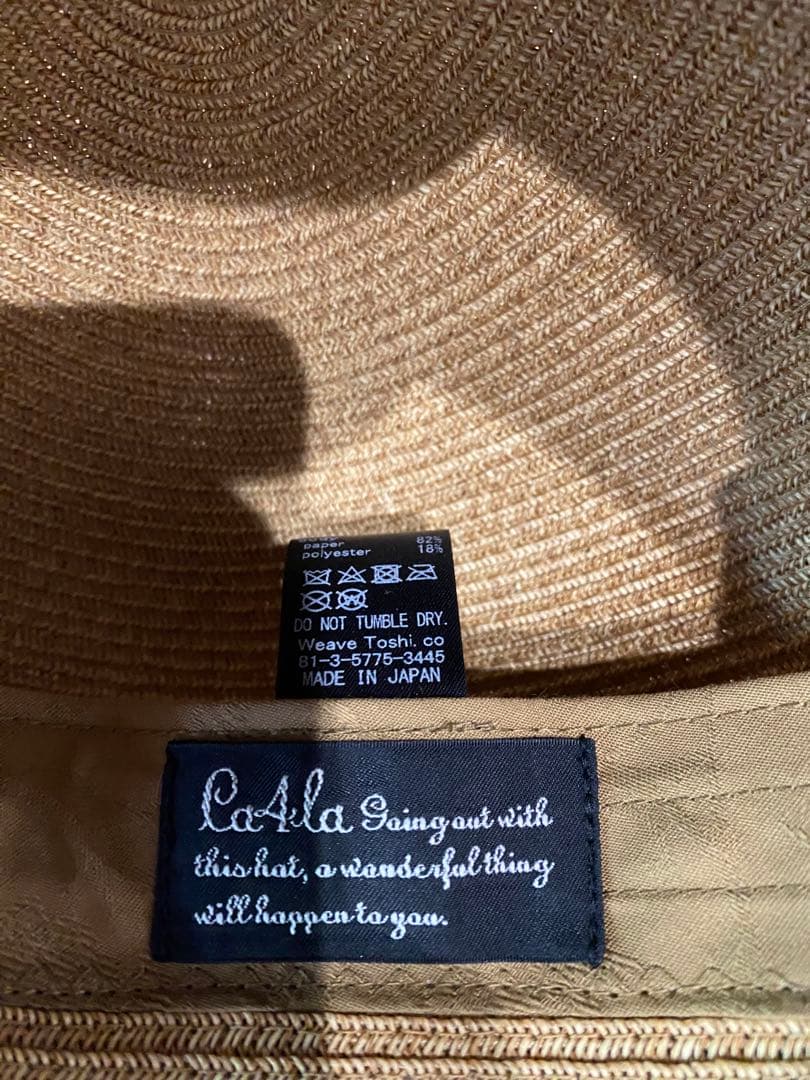 paper 82%
polyester 18%
DO NOT TUMBLE DRY.
Weave Toshi. co
81-3-5775-3445
MADE IN JAPAN
Ca4la Going out with
this hat, a wonderful thing
will happen to you.